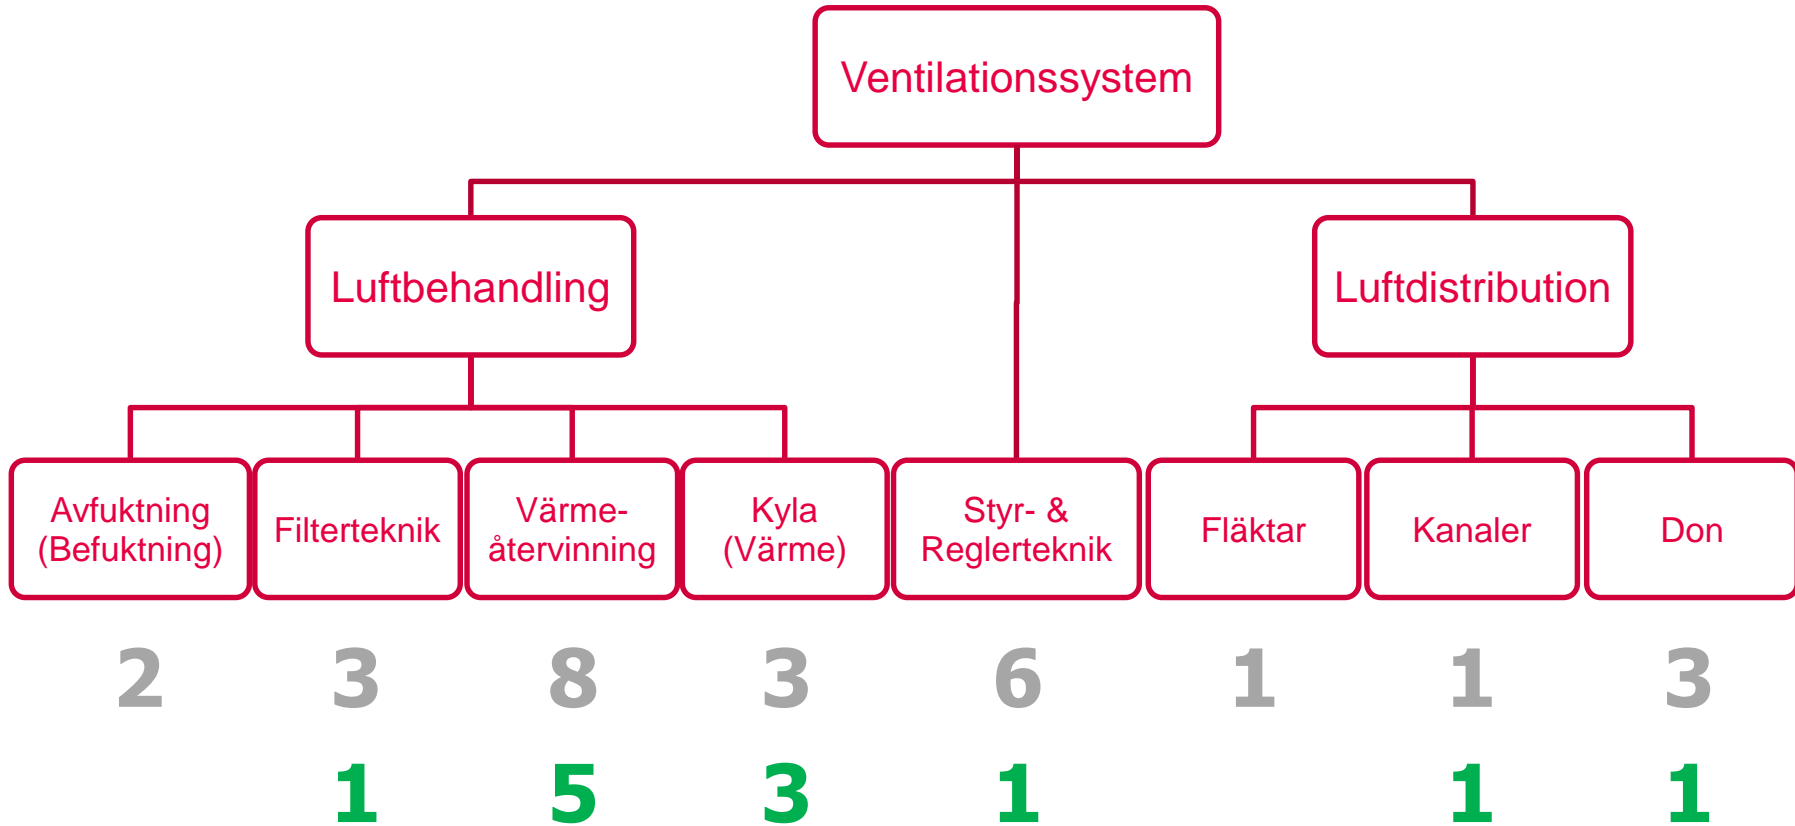 Ventilationssystem
Luftbehandling
Luftdistribution
Avfuktning
(Befuktning)
Filterteknik
Värme-
återvinning
Kyla
(Värme)
Styr- &
Reglerteknik
Fläktar
Kanaler
Don
2 3 8 3 6 1 1 3
1 5 3 1 1 1